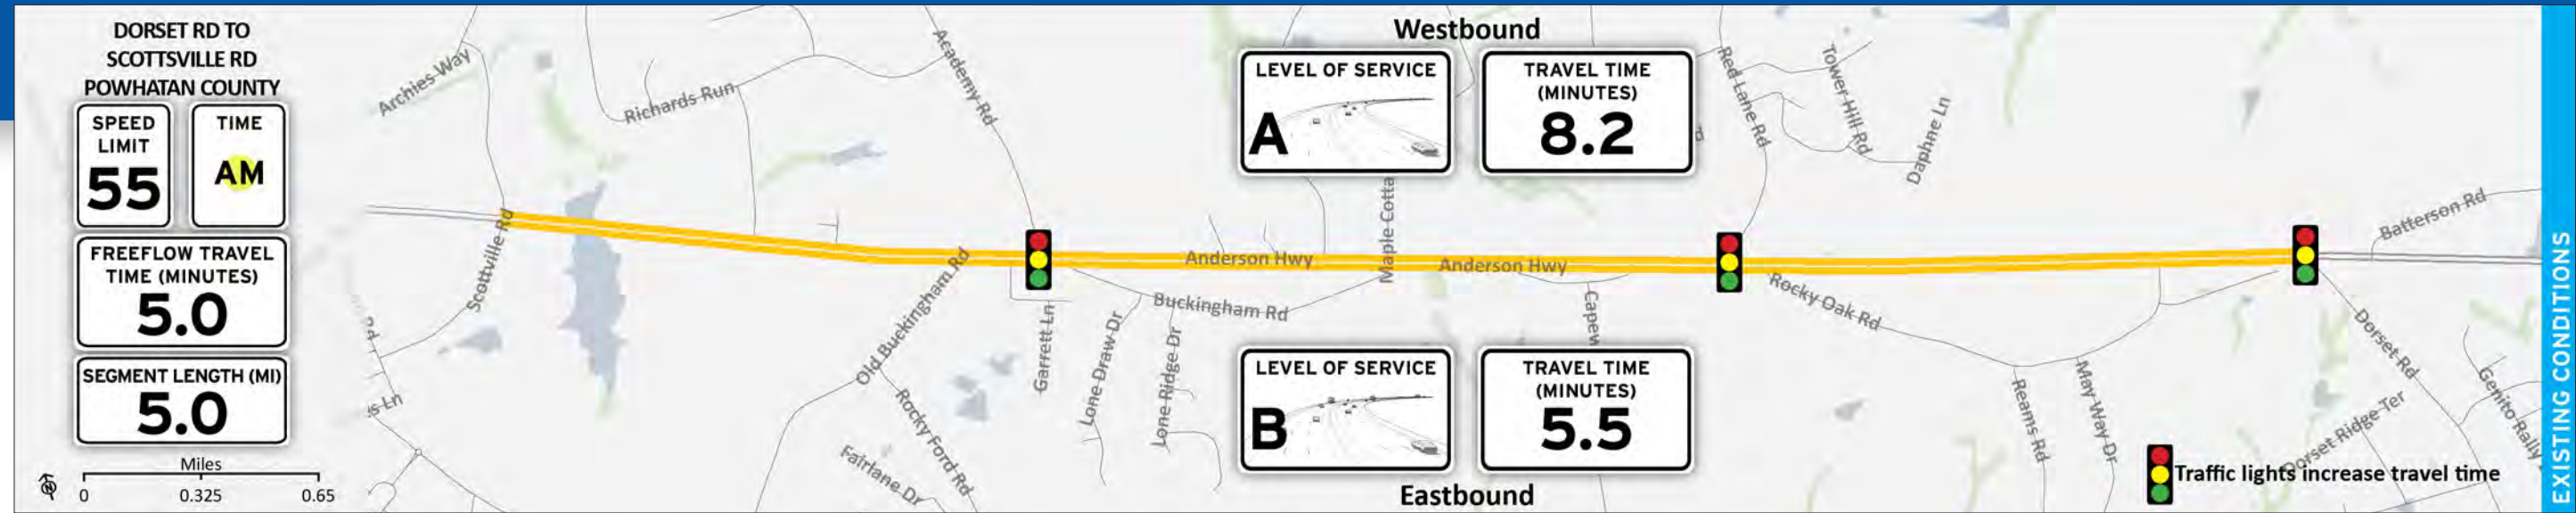 DORSET RD TO
SCOTTSVILLE RD
POWHATAN COUNTY
SPEED
LIMIT
55
TIME
AM
FREEFLOW TRAVEL
TIME (MINUTES)
5.0
SEGMENT LENGTH (MI)
5.0
Miles
0 0.325 0.65
Archies Way
Richards Run
Academy Rd
Scottville Rd
Old Buckingham Rd
Rocky Ford Rd
Fairlane Dr
Garrett Ln
Lone Draw Dr
Lone Ridge Dr
Buckingham Rd
Anderson Hwy
Maple Cotta
Anderson Hwy
Capew
s Ln
Westbound
LEVEL OF SERVICE
A
TRAVEL TIME
(MINUTES)
8.2
LEVEL OF SERVICE
B
TRAVEL TIME
(MINUTES)
5.5
Eastbound
Red Lane Rd
Tower Hill Rd
Daphne Ln
Rocky Oak Rd
Reams Rd
May Way Dr
Batterson Rd
Dorset Rd
Dorset Ridge Ter
Genito Rally
Traffic lights increase travel time
EXISTING CONDITIONS